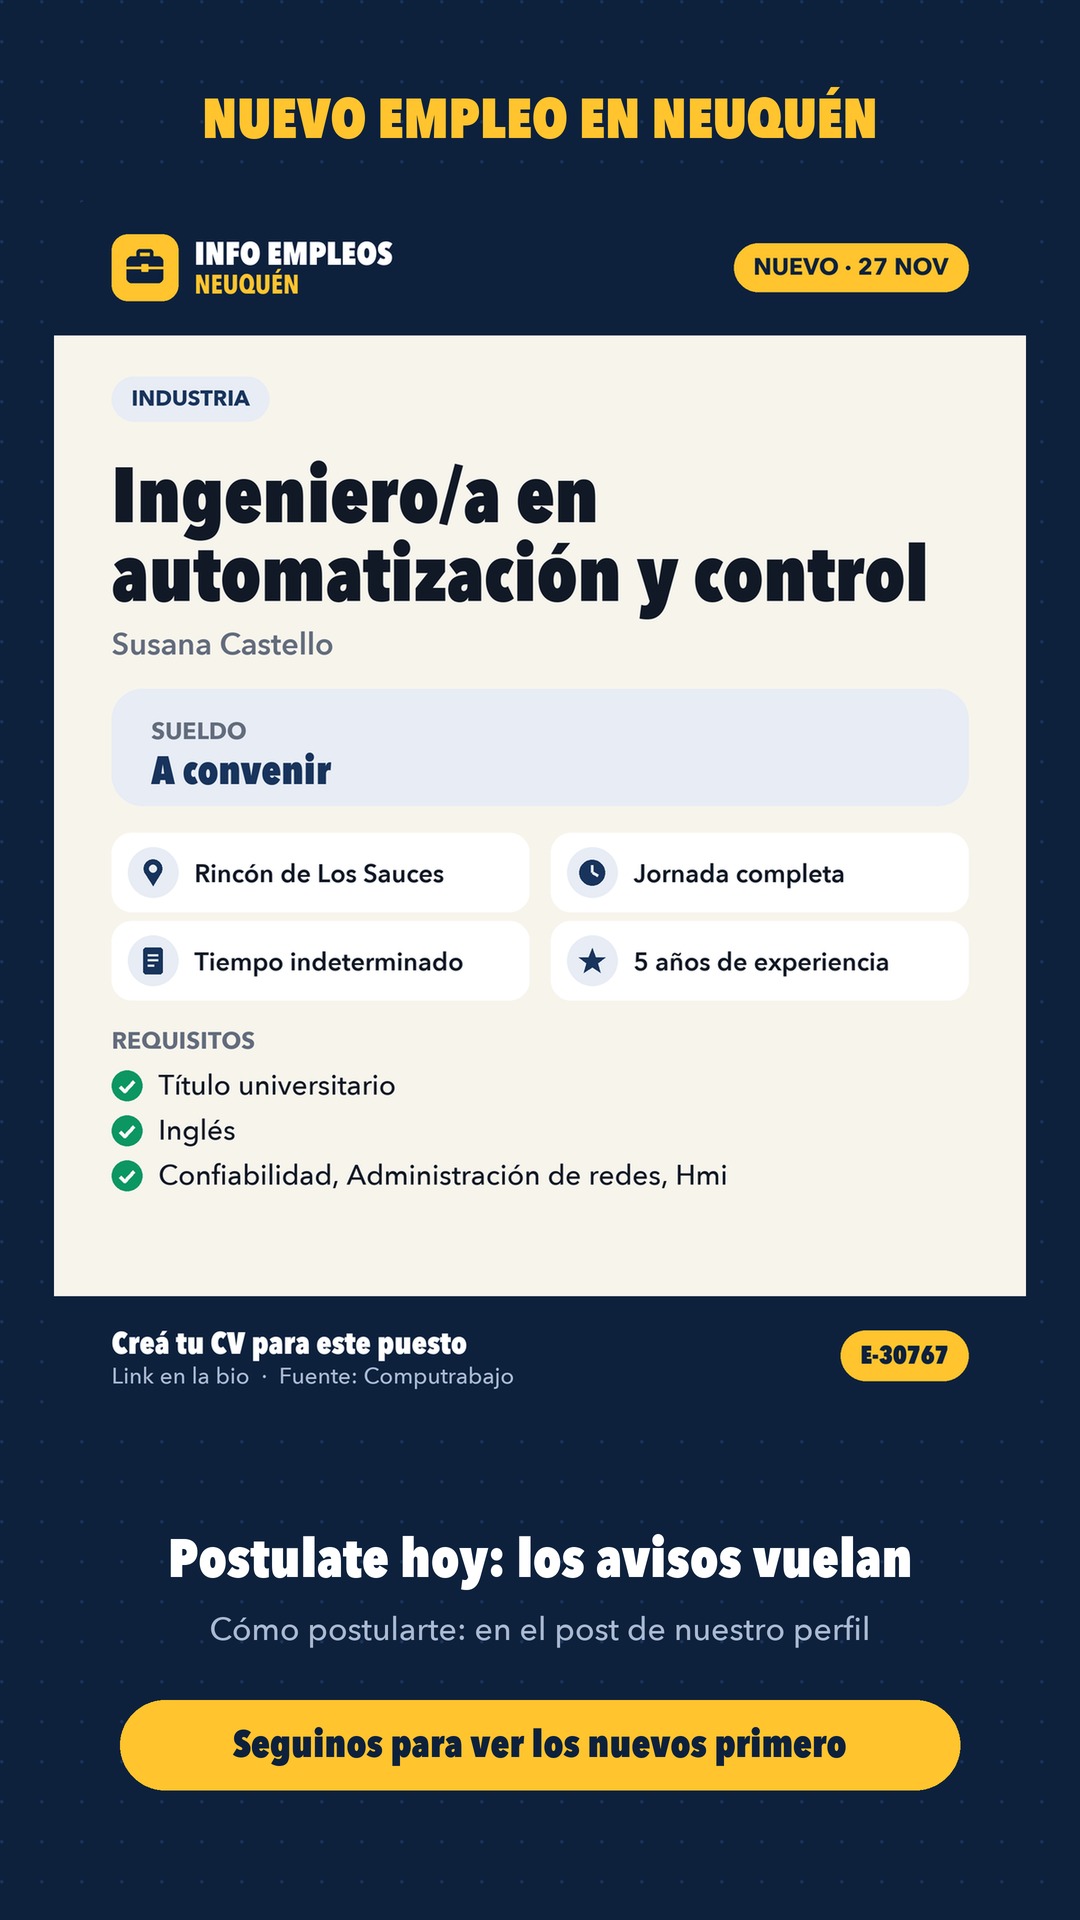 NUEVO EMPLEO EN NEUQUÉN
INFO EMPLEOS
NEUQUÉN
NUEVO · 27 NOV
INDUSTRIA
Ingeniero/a en
automatización y control
Susana Castello
SUELDO
A convenir
Rincón de Los Sauces
Jornada completa
Tiempo indeterminado
5 años de experiencia
REQUISITOS
Título universitario
Inglés
Confiabilidad, Administración de redes, Hmi
Creá tu CV para este puesto
Link en la bio · Fuente: Computrabajo
E-30767
Postulate hoy: los avisos vuelan
Cómo postularte: en el post de nuestro perfil
Seguinos para ver los nuevos primero